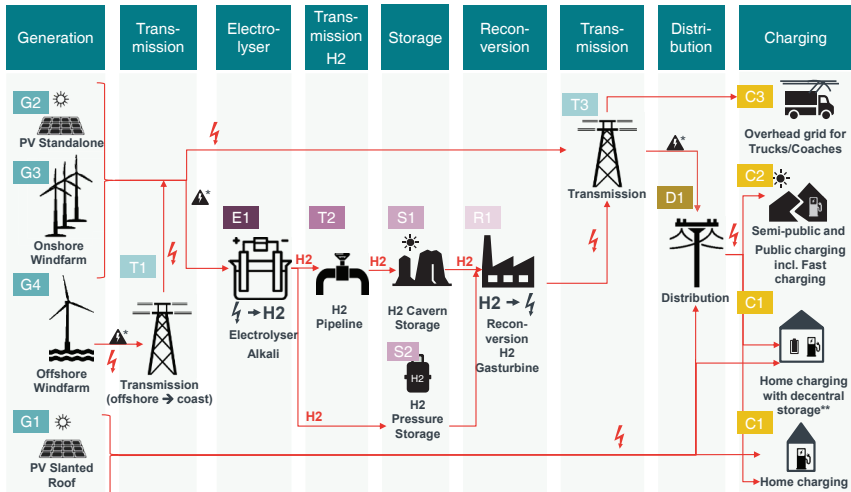 Generation
Trans-
mission
Electro-
lyser
Trans-
mission
H2
Storage
Recon-
version
Trans-
mission
Distri-
bution
Charging
G2
PV Standalone
G3
Onshore
Windfarm
G4
Offshore
Windfarm
G1
PV Slanted
Roof
T1
*
Transmission
(offshore → coast)
*
E1
→ H2
Electrolyser
Alkali
H2
H2
T2
H2
Pipeline
H2
S1
H2 Cavern
Storage
S2
H2
H2
Pressure
Storage
H2
R1
H2 →
Recon-
version
H2
Gasturbine
T3
Transmission
*
D1
Distribution
C3
Overhead grid for
Trucks/Coaches
C2
Semi-public and
Public charging
incl. Fast
charging
C1
Home charging
with decentral
storage**
C1
Home charging